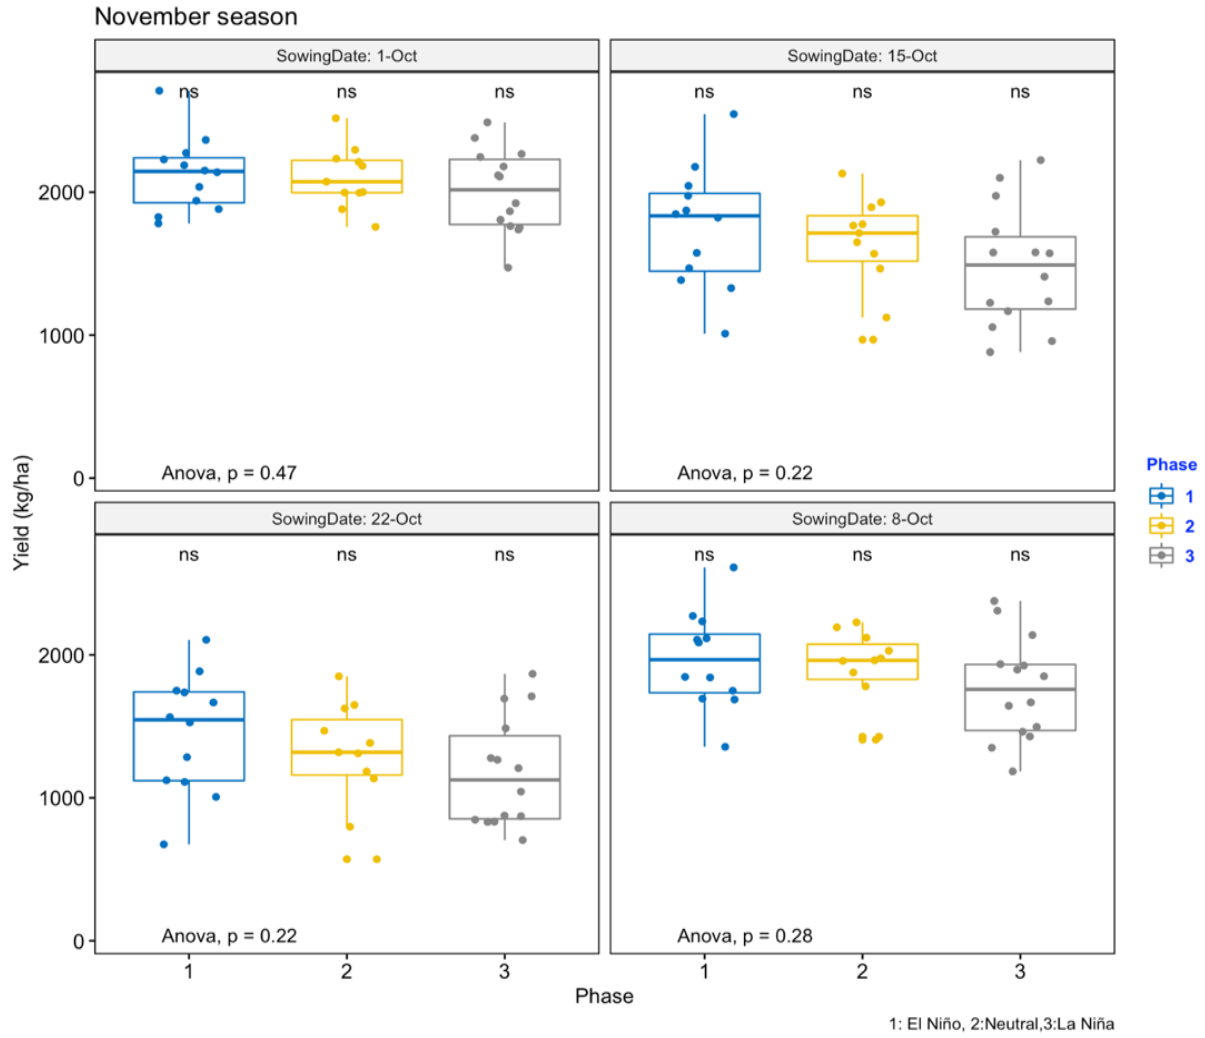 November season
SowingDate: 1-Oct
SowingDate: 15-Oct
ns ns ns
ns ns ns
2000
1000
0
Anova, p = 0.47
Anova, p = 0.22
Yield (kg/ha)
SowingDate: 22-Oct
SowingDate: 8-Oct
ns ns ns
ns ns ns
2000
1000
0
Anova, p = 0.22
Anova, p = 0.28
1 2 3
1 2 3
Phase
Phase
1
2
3
1: El Niño, 2:Neutral,3:La Niña